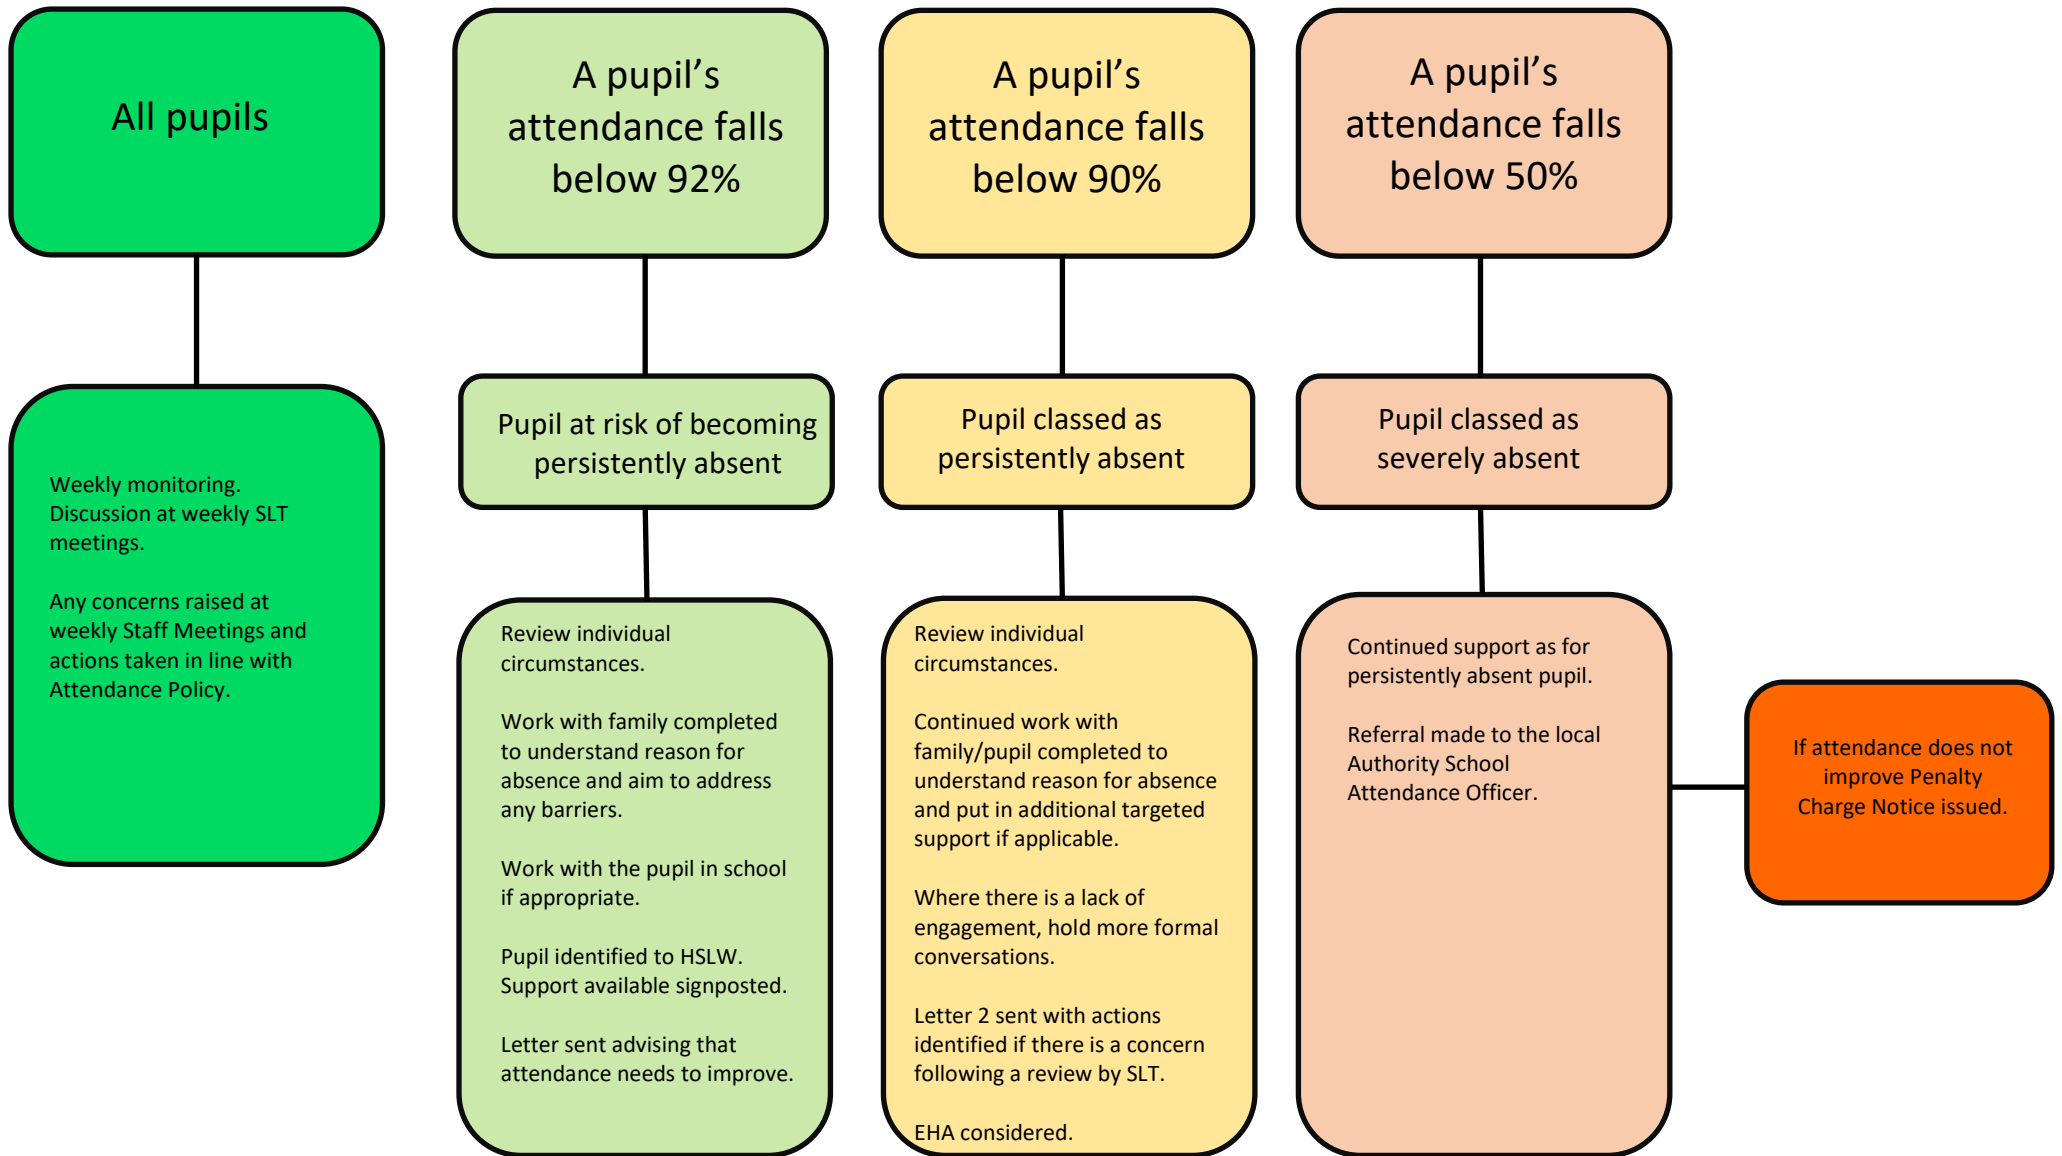 All pupils
Weekly monitoring.
Discussion at weekly SLT
meetings.
Any concerns raised at
weekly Staff Meetings and
actions taken in line with
Attendance Policy.
A pupil’s
attendance falls
below 92%
Pupil at risk of becoming
persistently absent
Review individual
circumstances.
Work with family completed
to understand reason for
absence and aim to address
any barriers.
Work with the pupil in school
if appropriate.
Pupil identified to HSLW.
Support available signposted.
Letter sent advising that
attendance needs to improve.
A pupil’s
attendance falls
below 90%
Pupil classed as
persistently absent
Review individual
circumstances.
Continued work with
family/pupil completed to
understand reason for absence
and put in additional targeted
support if applicable.
Where there is a lack of
engagement, hold more formal
conversations.
Letter 2 sent with actions
identified if there is a concern
following a review by SLT.
EHA considered.
A pupil’s
attendance falls
below 50%
Pupil classed as
severely absent
Continued support as for
persistently absent pupil.
Referral made to the local
Authority School
Attendance Officer.
If attendance does not
improve Penalty
Charge Notice issued.